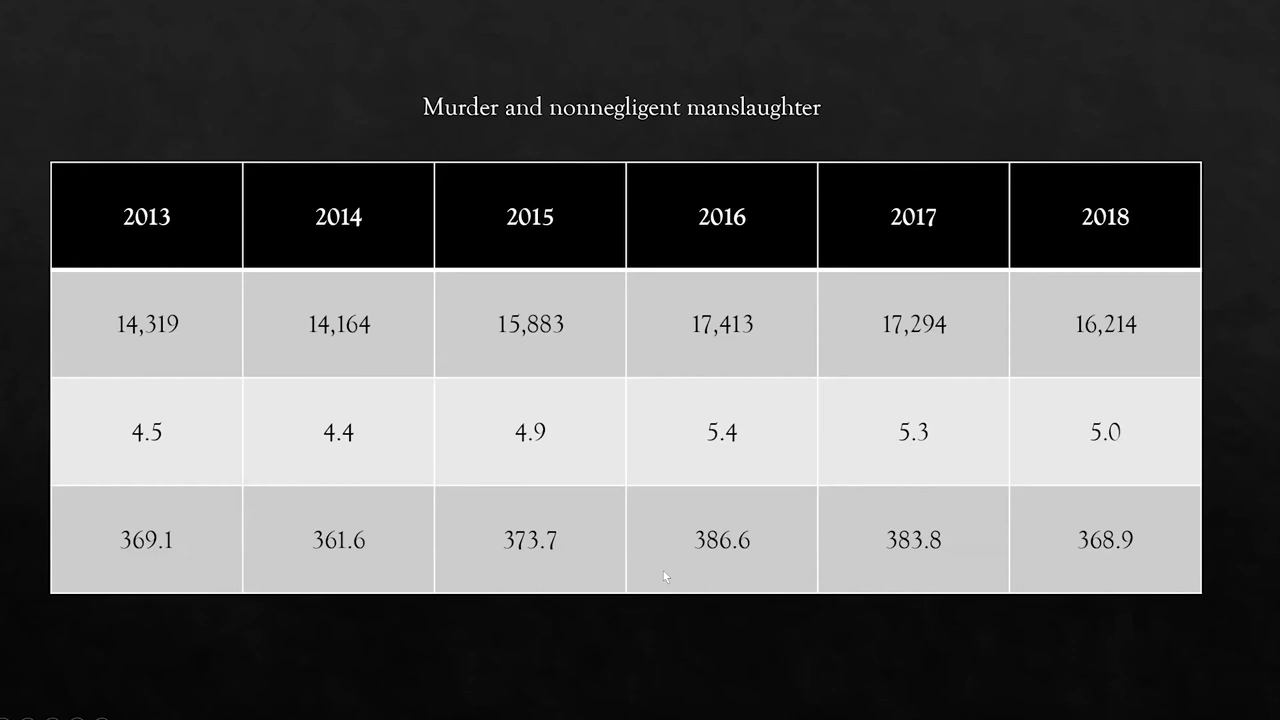 Murder and nonnegligent manslaughter
2013 2014 2015 2016 2017 2018
14,319 14,164 15,883 17,413 17,294 16,214
4.5 4.4 4.9 5.4 5.3 5.0
369.1 361.6 373.7 386.6 383.8 368.9